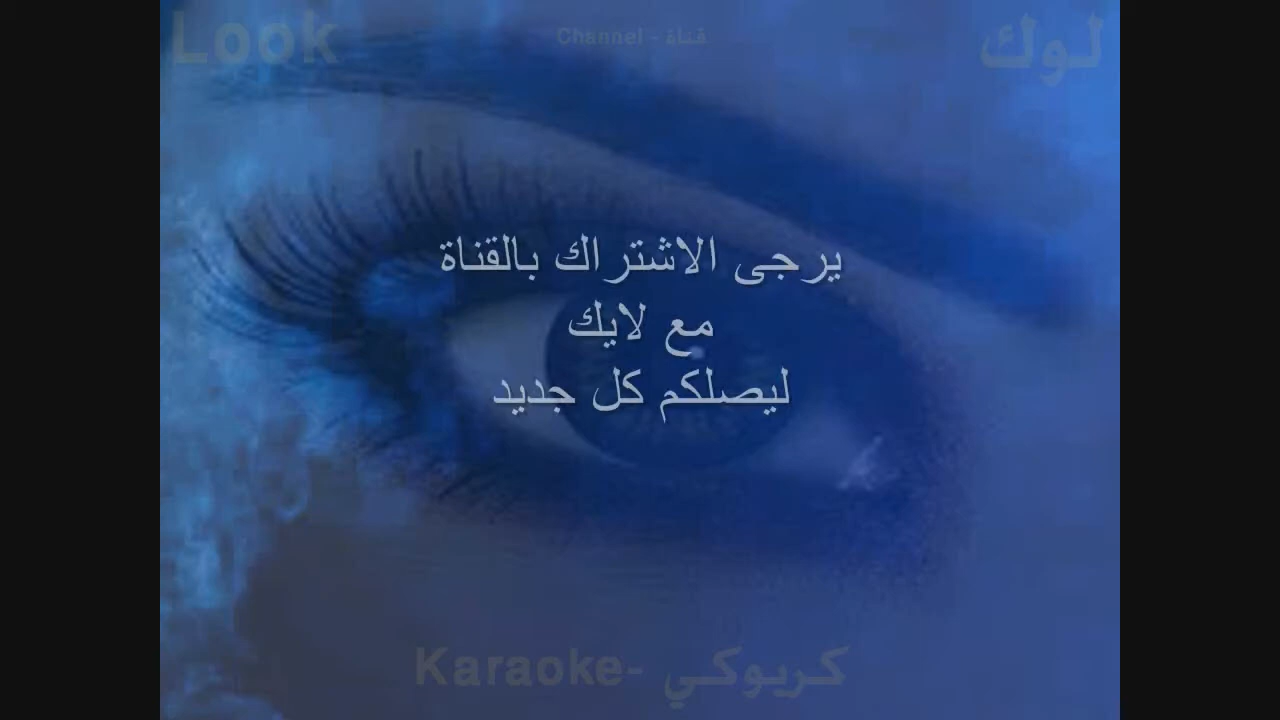 Look
Channel - قناة
لوك
يرجى الاشتراك بالقناة
مع لايك
ليصلكم كل جديد
Karaoke- كريوكي